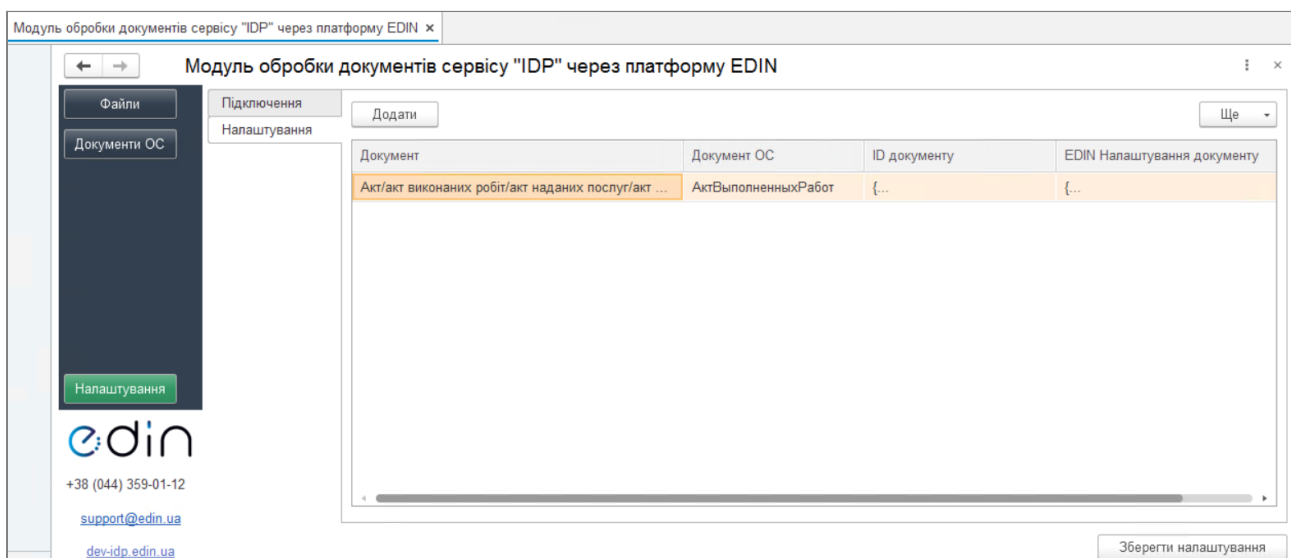 Модуль обробки документів сервісу "IDP" через платформу EDIN ×
Модуль обробки документів сервісу "IDP" через платформу EDIN
Файли
Документи ОС
Підключення
Налаштування
Додати
Ще
Документ Документ ОС ID документу EDIN Налаштування документу
Акт/акт виконаних робіт/акт наданих послуг/акт ... АктВыполненныхРабот {... {...
Налаштування
edin
+38 (044) 359-01-12
support@edin.ua
dev-idp.edin.ua
Зберегти налаштування